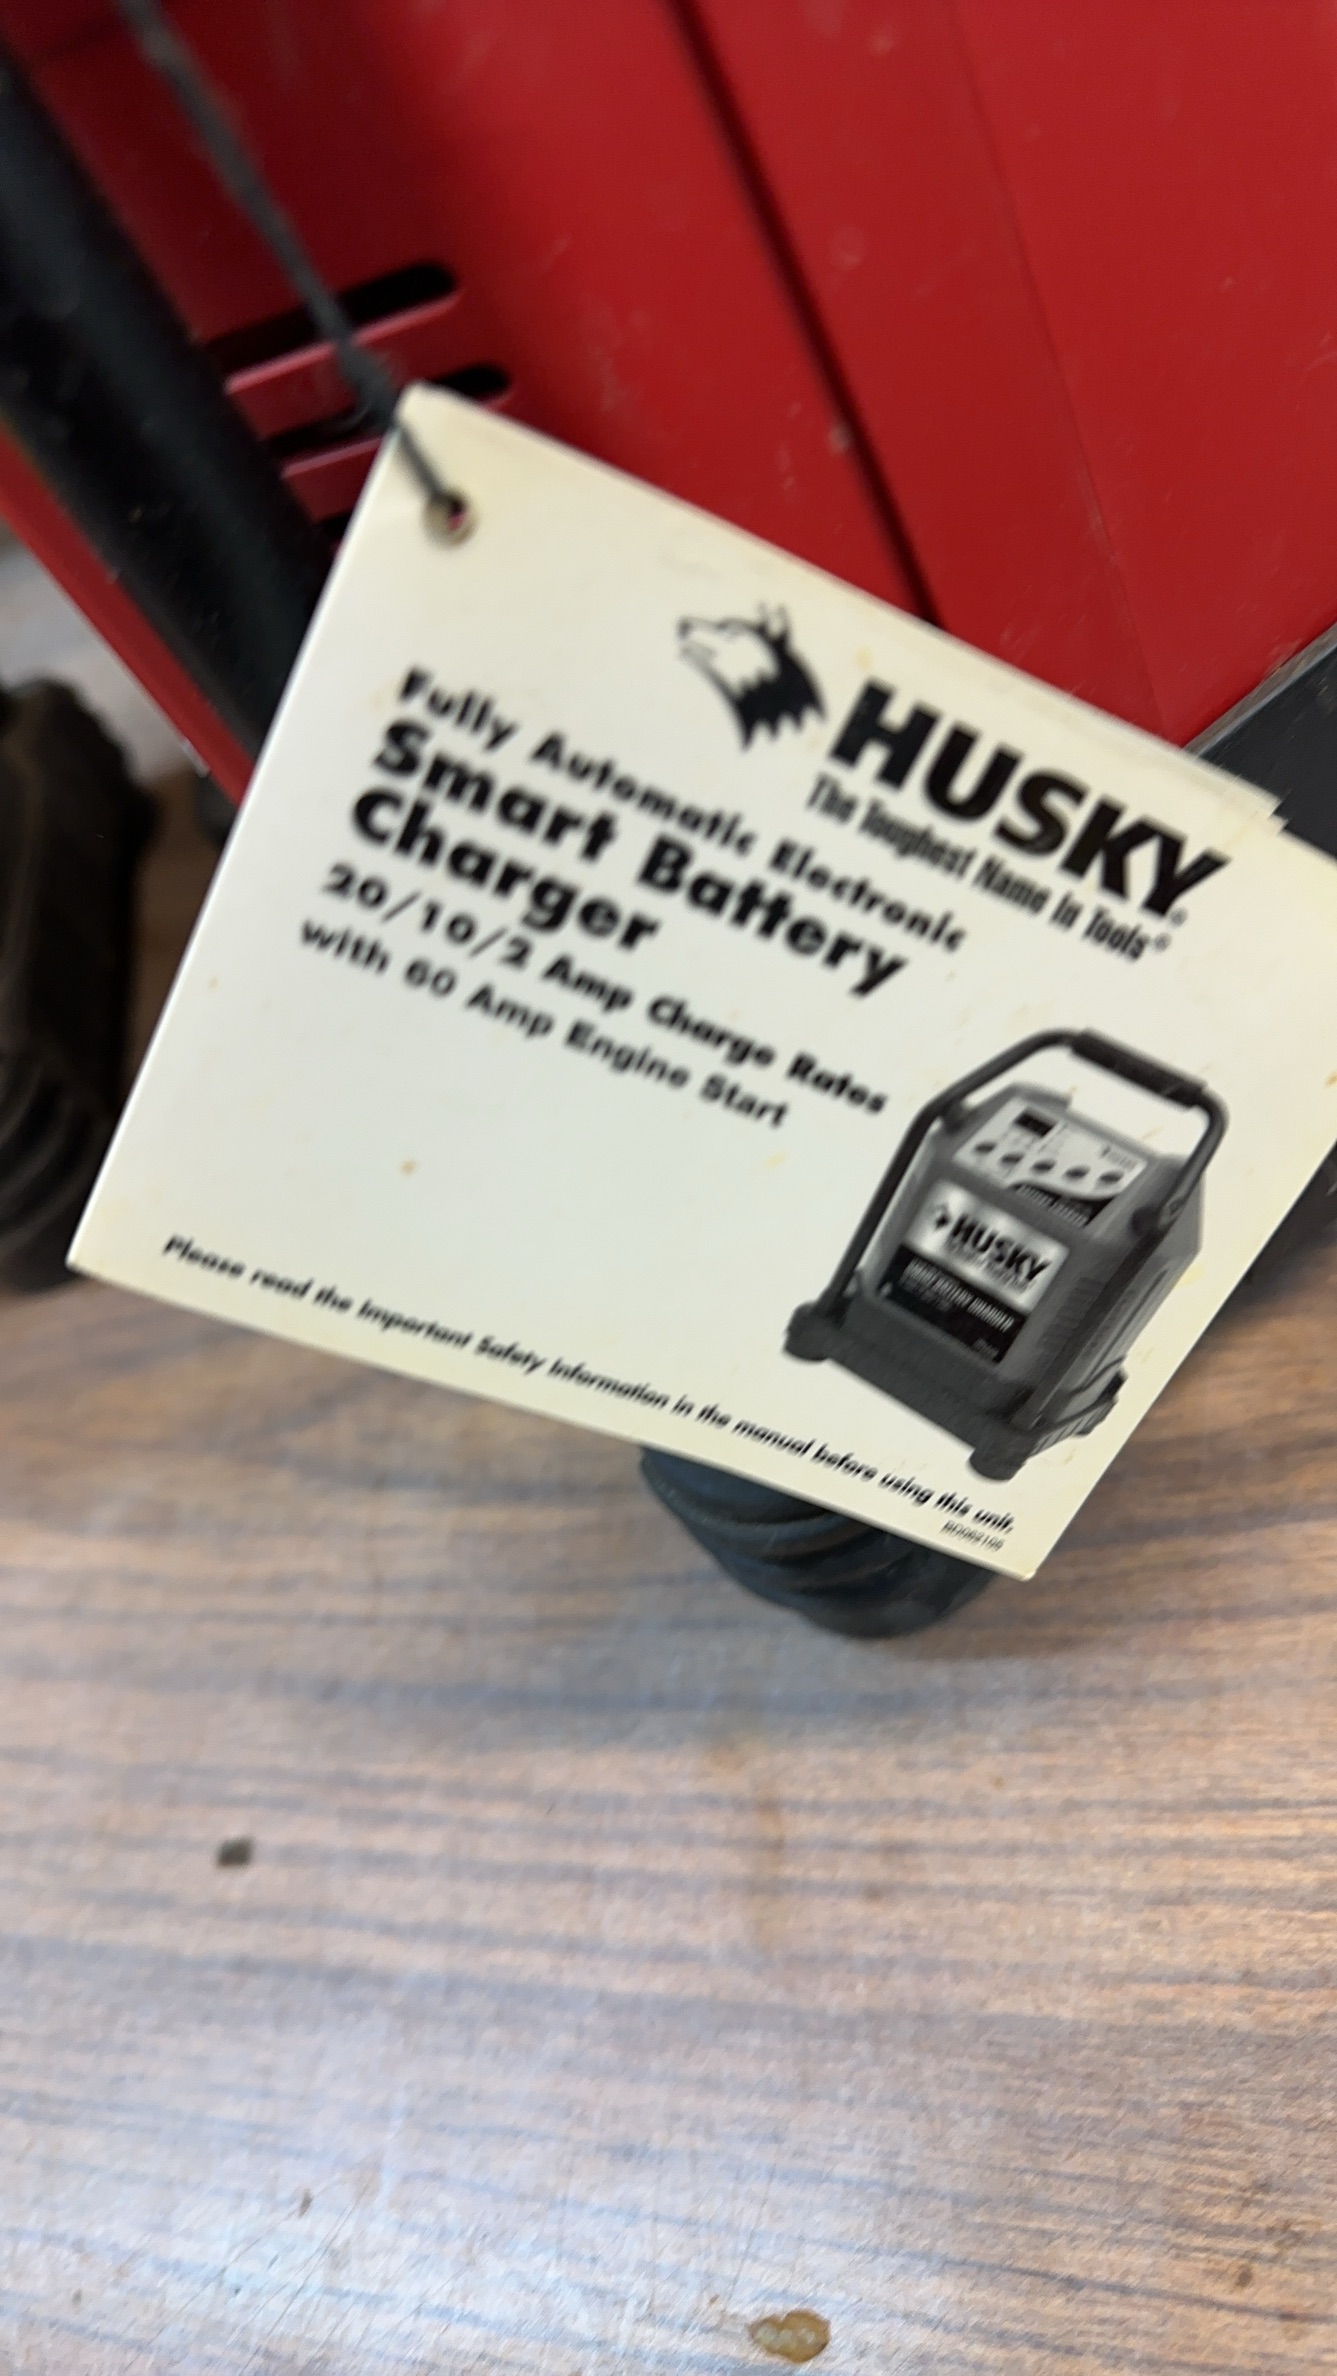 HUSKY®
The Toughest Name in Tools®
Fully Automatic Electronic
Smart Battery
Charger
20/10/2 Amp Charge Rates
with 60 Amp Engine Start
HUSKY
Please read the important Safety Information in the manual before using this unit.